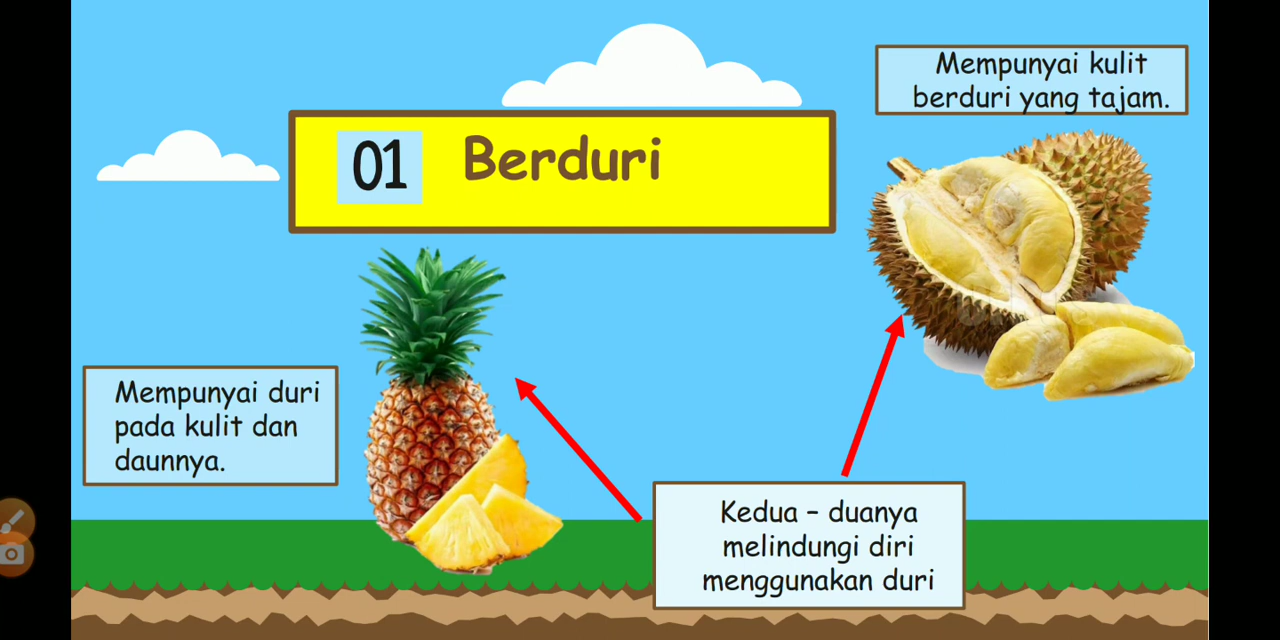 Mempunyai kulit
berduri yang tajam.
01 Berduri
Mempunyai duri
pada kulit dan
daunnya.
Kedua - duanya
melindungi diri
menggunakan duri